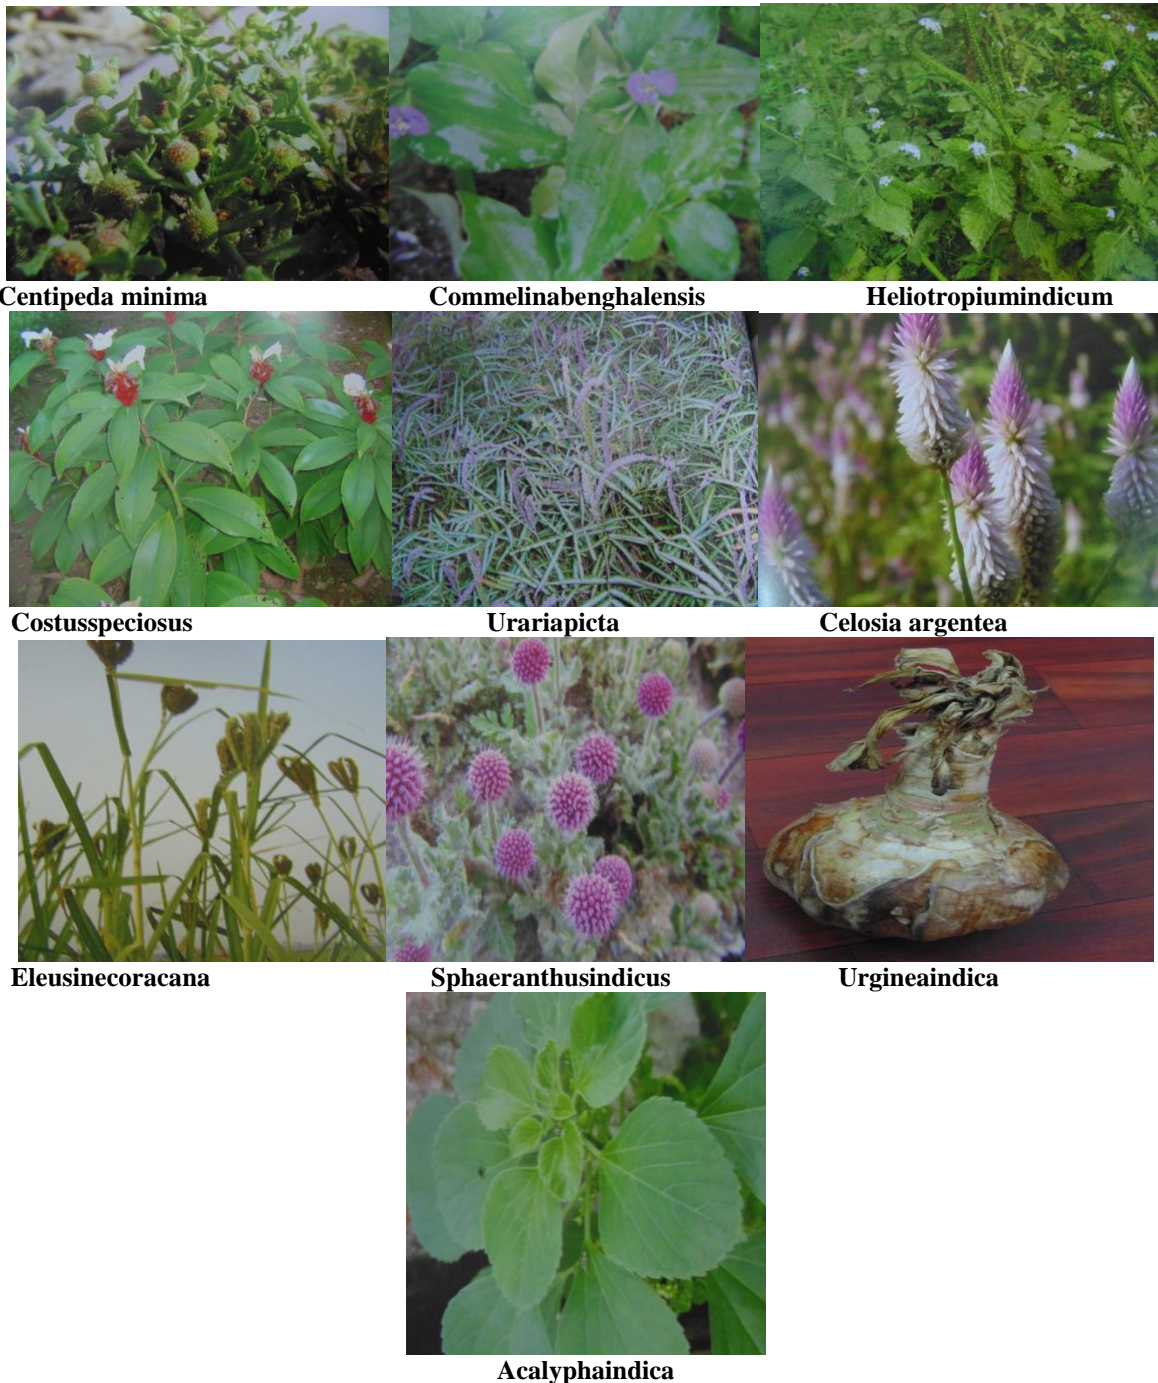 Centipeda minima Commelinabenghalensis Heliotropiumindicum
Costusspeciosus Urariapicta Celosia argentea
Eleusinecoracana Sphaeranthusindicus Urgineaindica
Acalyphaindica